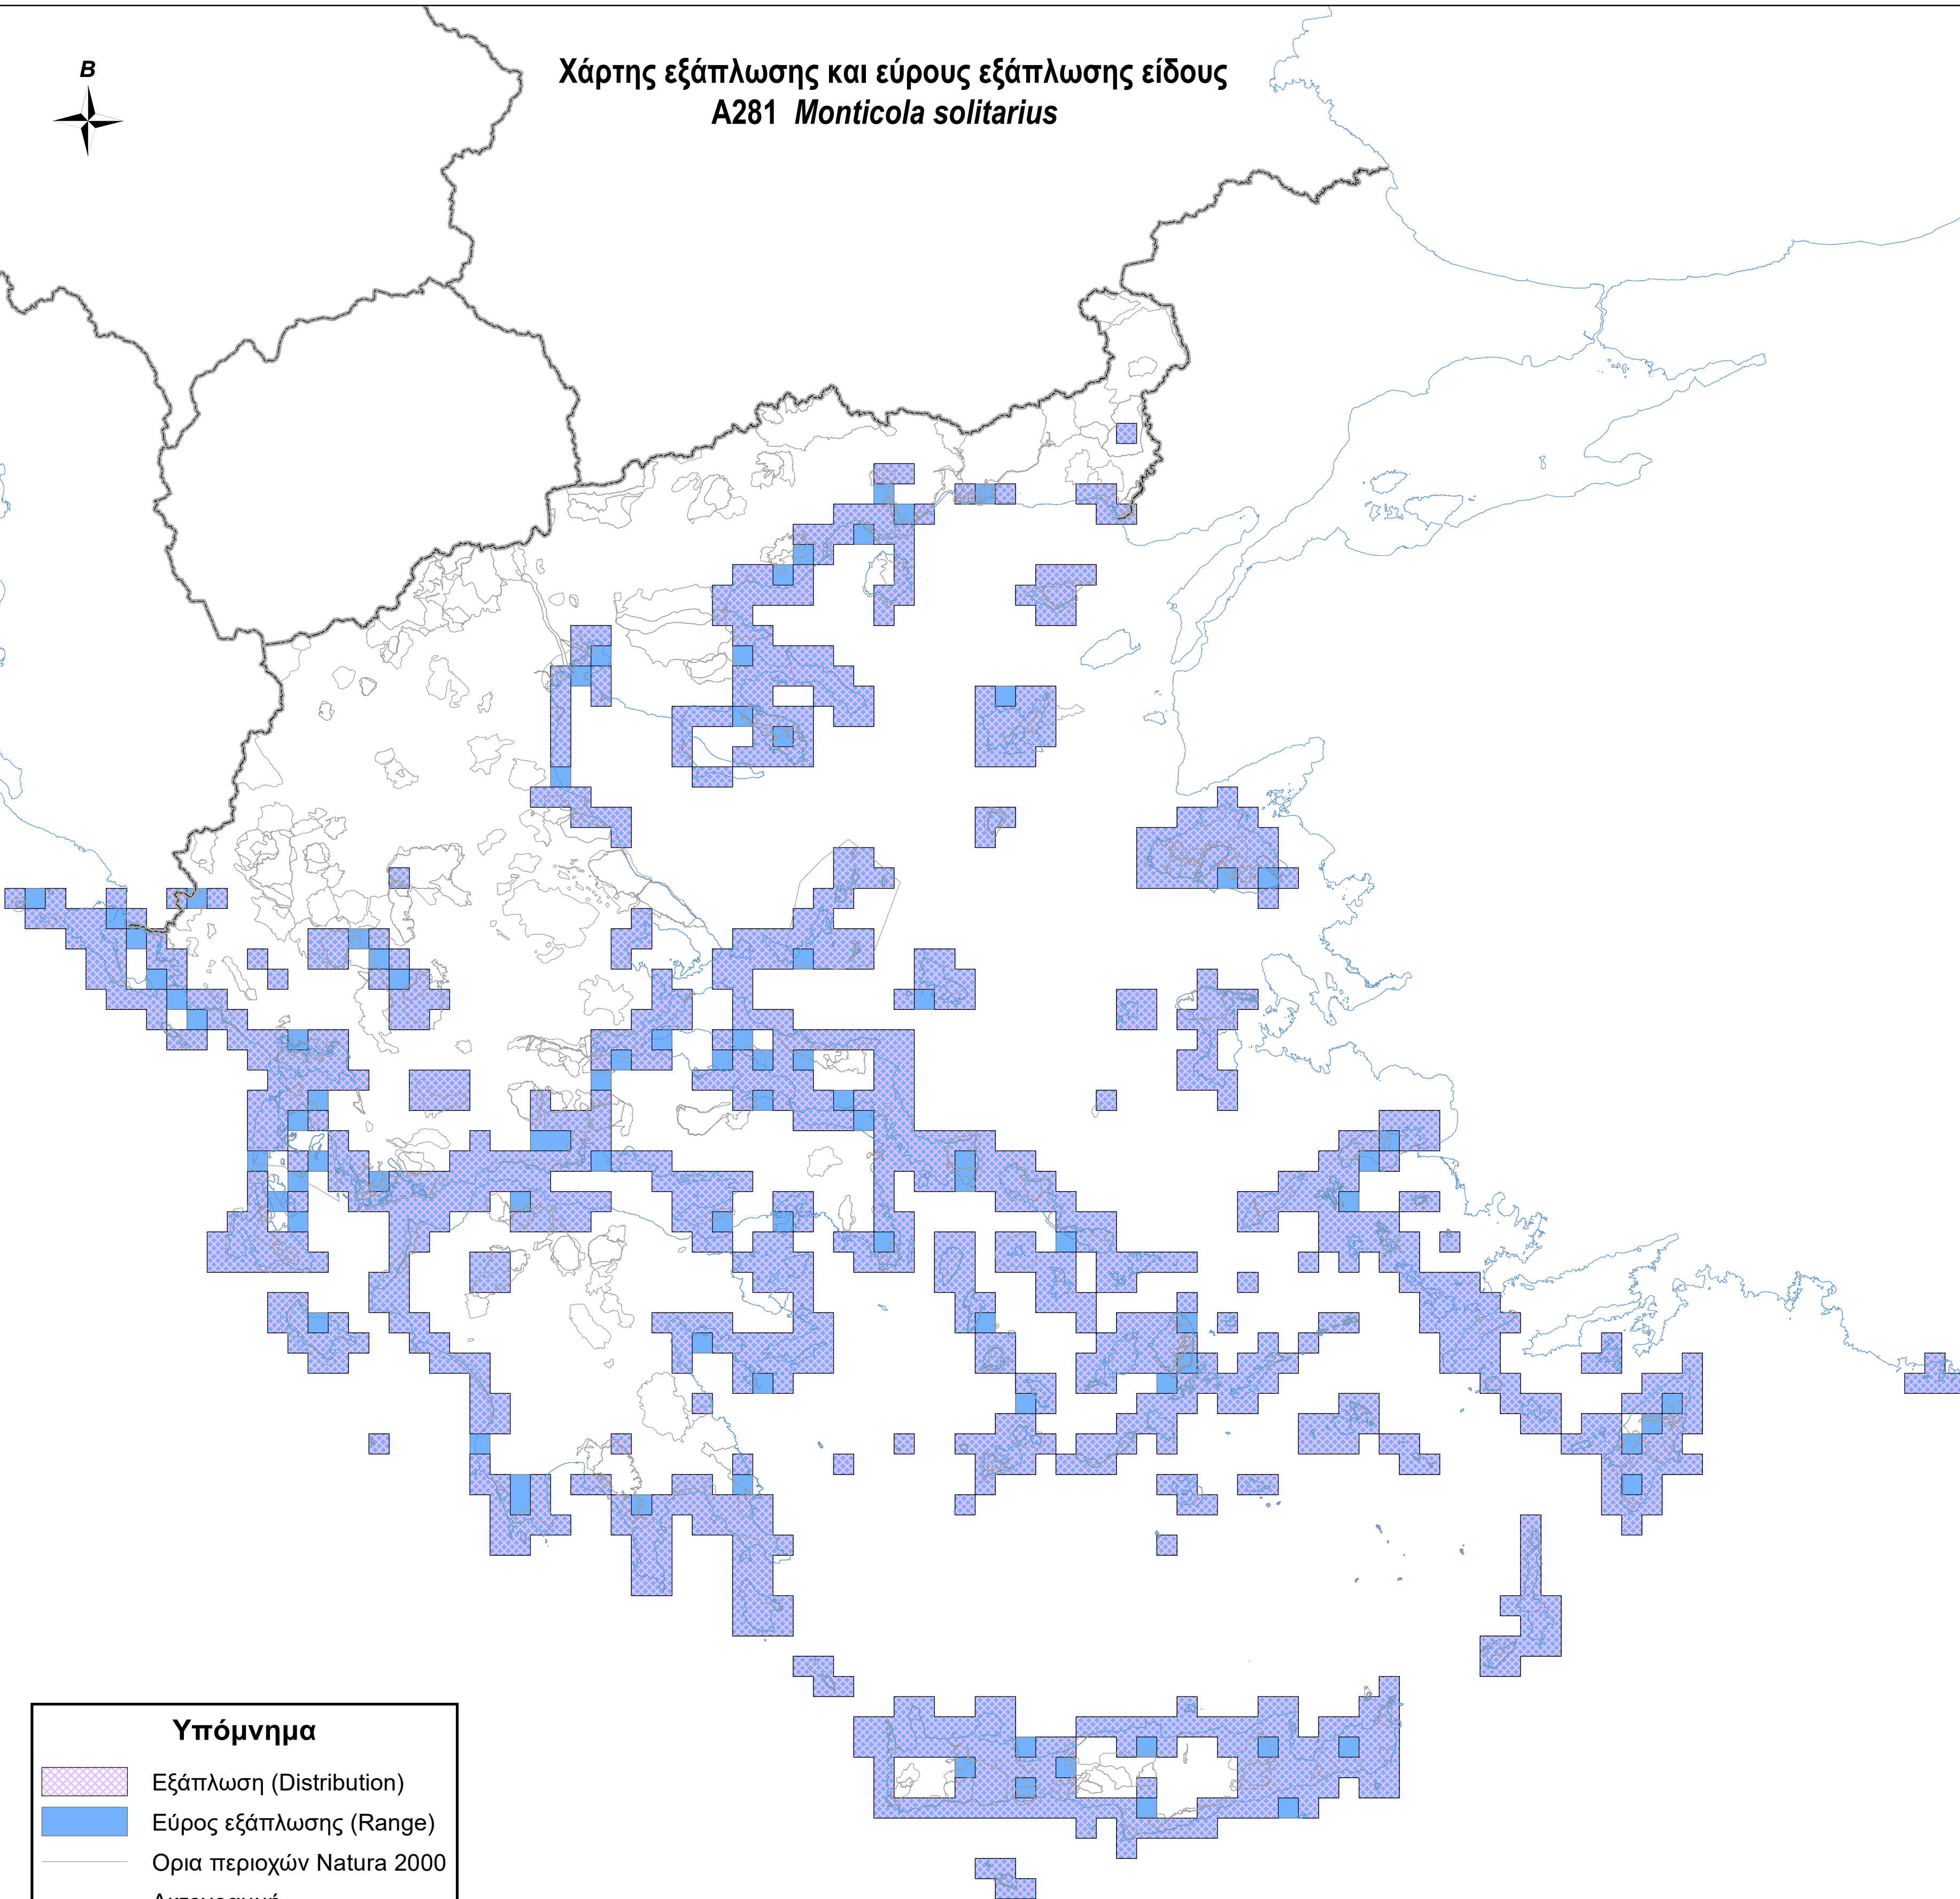 B
Χάρτης εξάπλωσης και εύρους εξάπλωσης είδους
A281 Monticola solitarius
Υπόμνημα
Εξάπλωση (Distribution)
Εύρος εξάπλωσης (Range)
Ορια περιοχών Natura 2000